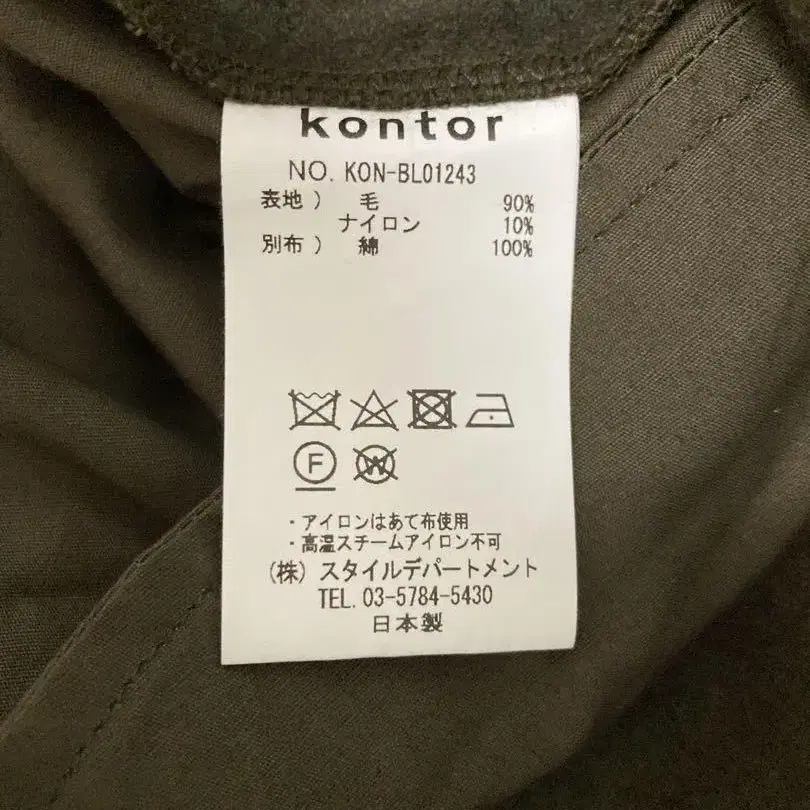 kontor
NO. KON-BL01243
表地 ) 毛 90%
ナイロン 10%
別布 ) 綿 100%
F W
・アイロンはあて布使用
・高温スチームアイロン不可
(株) スタイルデパートメント
TEL. 03-5784-5430
日本製